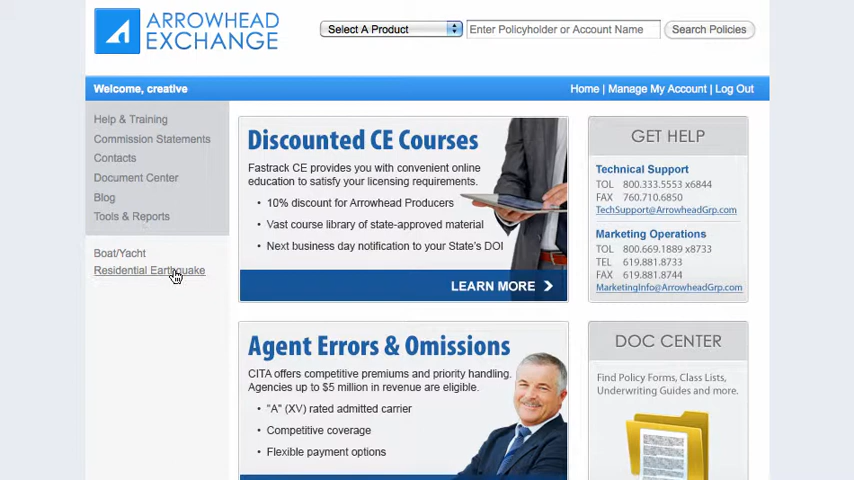 ARROWHEAD
EXCHANGE
Select A Product
Enter Policyholder or Account Name
Search Policies
Welcome, creative
Home | Manage My Account | Log Out
Help & Training
Commission Statements
Contacts
Document Center
Blog
Tools & Reports
Boat/Yacht
Residential Earthquake
Discounted CE Courses
Fastrack CE provides you with convenient online
education to satisfy your licensing requirements.
• 10% discount for Arrowhead Producers
• Vast course library of state-approved material
• Next business day notification to your State's DOI
LEARN MORE
Agent Errors & Omissions
CITA offers competitive premiums and priority handling.
Agencies up to $5 million in revenue are eligible.
• "A" (XV) rated admitted carrier
• Competitive coverage
• Flexible payment options
GET HELP
Technical Support
TOL 800.333.5553 x6844
FAX 760.710.6850
TechSupport@ArrowheadGrp.com
Marketing Operations
TOL 800.669.1889 x8733
TEL 619.881.8733
FAX 619.881.8744
MarketingInfo@ArrowheadGrp.com
DOC CENTER
Find Policy Forms, Class Lists,
Underwriting Guides and more.